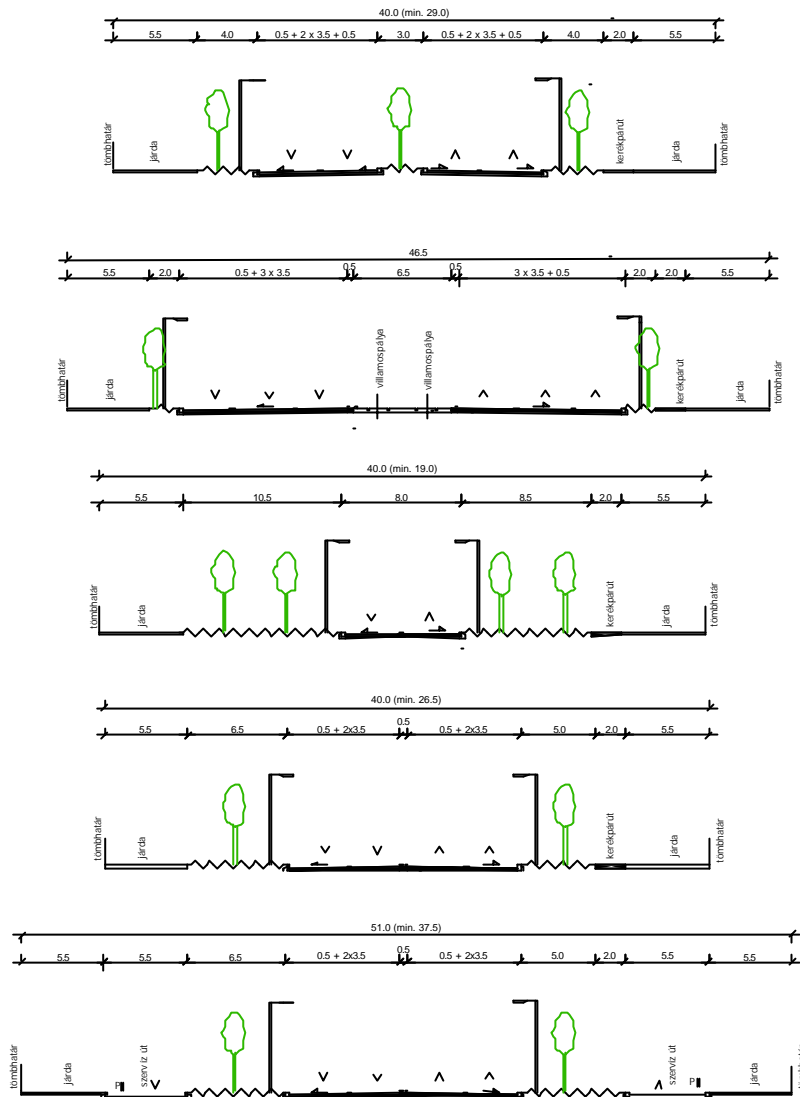 40.0 (min. 29.0)
5.5 4.0 0.5 + 2 x 3.5 + 0.5 3.0 0.5 + 2 x 3.5 + 0.5 4.0 2.0 5.5
tömbhatár járda kerékpárút járda tömbhatár
46.5
5.5 2.0 0.5 + 3 x 3.5 0.5 6.5 0.5 3 x 3.5 + 0.5 2.0 2.0 5.5
tömbhatár járda villamospálya villamospálya kerékpárút járda tömbhatár
40.0 (min. 19.0)
5.5 10.5 8.0 8.5 2.0 5.5
tömbhatár járda kerékpárút járda tömbhatár
40.0 (min. 26.5)
5.5 6.5 0.5 + 2x3.5 0.5 0.5 + 2x3.5 5.0 2.0 5.5
tömbhatár járda kerékpárút járda tömbhatár
51.0 (min. 37.5)
5.5 5.5 6.5 0.5 + 2x3.5 0.5 0.5 + 2x3.5 5.0 2.0 5.5 5.5
tömbhatár járda P szervíz út szervíz út P járda